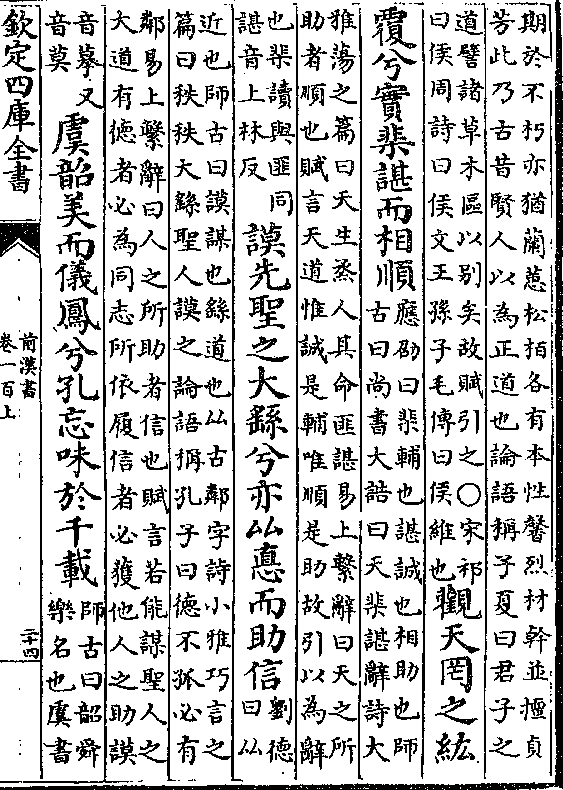 期於不朽亦猶蘭蕙松栢各有本性馨烈材幹並擅貞
芳此乃古昔賢人以為正道也論語稱子夏曰君子之
道譬諸草木區以別矣故賦引之〇宋祁
曰侯周詩曰侯文王孫子毛傳曰侯維也
觀天罔之紘
覆兮實棐諶而相順
應劭曰棐輔也諶誠也相助也師
古曰尚書大誥曰天棐諶辭詩大
雅蕩之篇曰天生烝人其命匪諶易上繫辭曰天之所
助者順也賦言天道惟誠是輔唯順是助故引以為辭
也棐讀與匪同
諶音上林反
謨先聖之大繇兮亦厸惪而助信
劉德
曰厸
近也師古曰謨謀也繇道也厸古鄰字詩小雅巧言之
篇曰秩秩大繇聖人謨之論語稱孔子曰德不孤必有
鄰易上繫辭曰人之所助者信也賦言若能謀聖人之
大道有德者必為同志所依履信者必獲他人之助謨
音摹又
音莫
虞韶美而儀鳳兮孔忘味於千載
師古曰韶舜
樂名也虞書
欽定四庫全書
前漢書
卷一百上
二十四